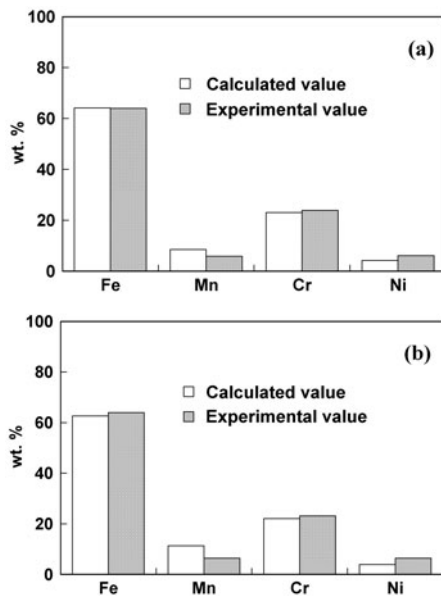 100
(a)
80
Calculated value
Experimental value
60
wt. %
40
20
0
Fe Mn Cr Ni
100
(b)
80
Calculated value
Experimental value
60
wt. %
40
20
0
Fe Mn Cr Ni